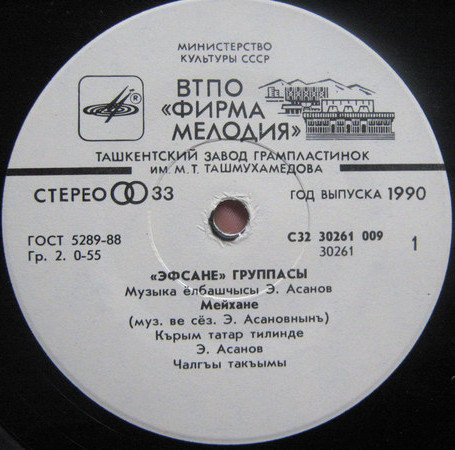 МИНИСТЕРСТВО
КУЛЬТУРЫ СССР
ВТПО
«ФИРМА
МЕЛОДИЯ»
ТАШКЕНТСКИЙ ЗАВОД ГРАМПЛАСТИНОК
ИМ. М. Т. ТАШМУХАМЕДОВА
СТЕРЕО 33
ГОД ВЫПУСКА 1990
ГОСТ 5289-88
Гр. 2. 0-55
С32 30261 009
30261
1
«ЭФСАНЕ» ГРУППАСЫ
Музыка ёлбашчысы Э. Асанов
Мейхане
(муз. ве сёз. Э. Асановнынъ)
Къырым татар тилинде
Э. Асанов
Чалгъы такъымы